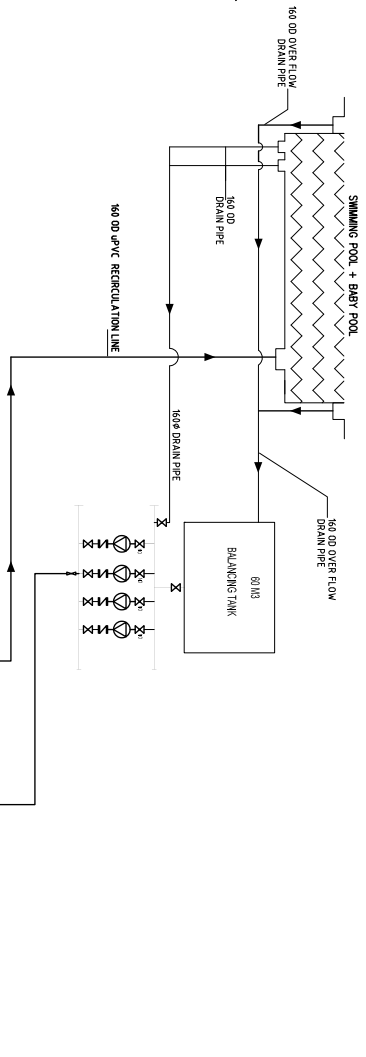 160 OD OVER FLOW
DRAIN PIPE
SWIMMING POOL + BABY POOL
160 OD
DRAIN PIPE
160 OD uPVC RECIRCULATION LINE
160Ø DRAIN PIPE
160 OD OVER FLOW
DRAIN PIPE
60 M3
BALANCING TANK